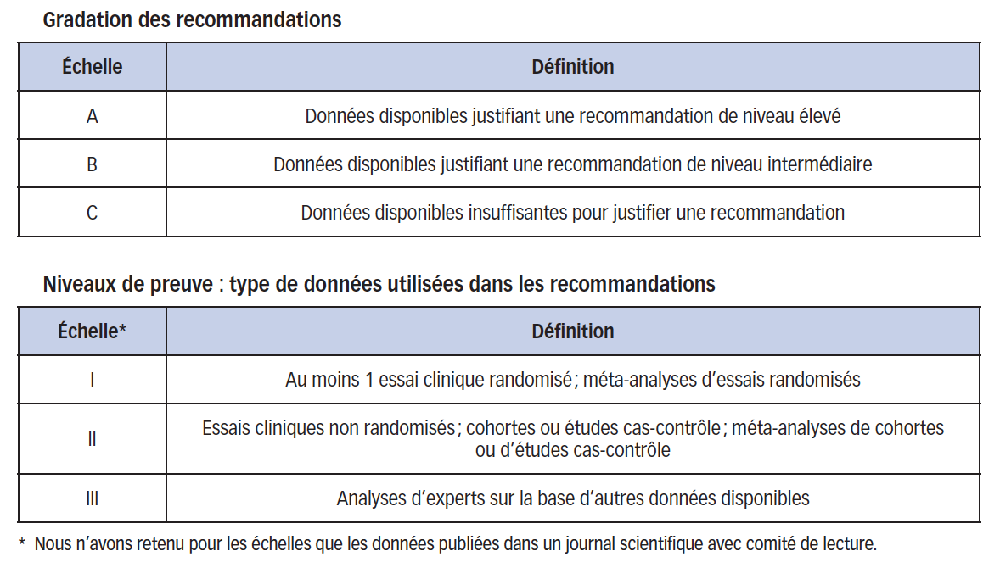 Gradation des recommandations
Échelle
Définition
A
Données disponibles justifiant une recommandation de niveau élevé
B
Données disponibles justifiant une recommandation de niveau intermédiaire
C
Données disponibles insuffisantes pour justifier une recommandation
Niveaux de preuve : type de données utilisées dans les recommandations
Échelle*
Définition
I
Au moins 1 essai clinique randomisé ; méta-analyses d’essais randomisés
II
Essais cliniques non randomisés ; cohortes ou études cas-contrôle ; méta-analyses de cohortes
ou d’études cas-contrôle
III
Analyses d’experts sur la base d’autres données disponibles
* Nous n’avons retenu pour les échelles que les données publiées dans un journal scientifique avec comité de lecture.